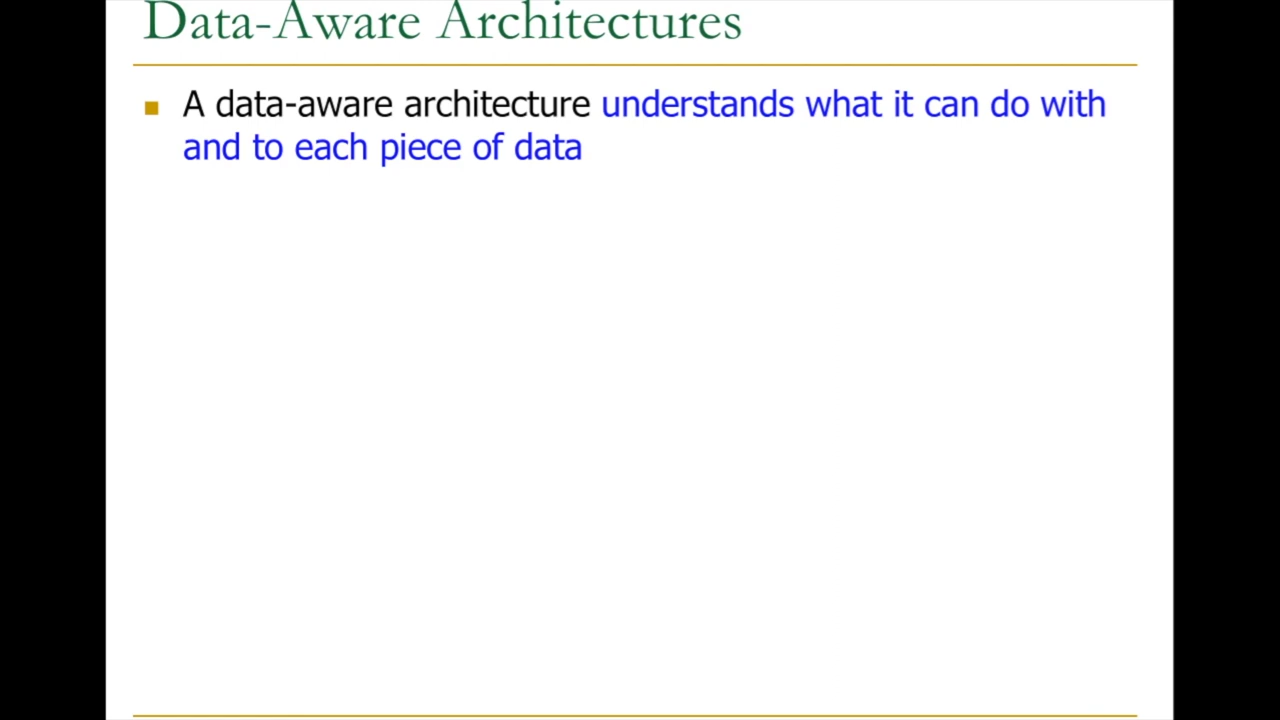 Data-Aware Architectures
A data-aware architecture understands what it can do with
and to each piece of data